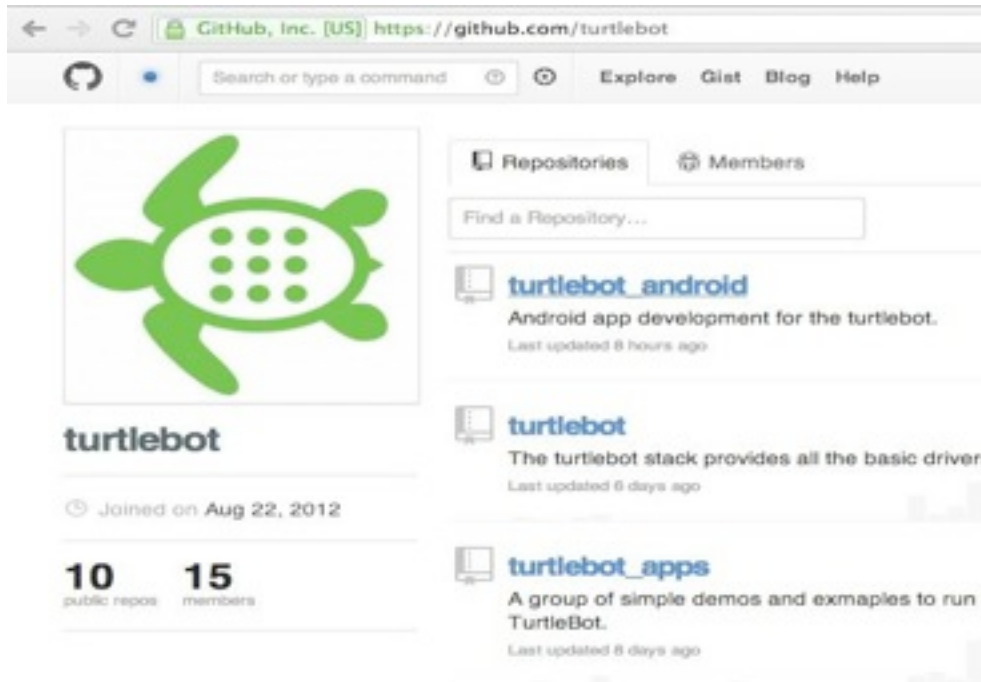 GitHub, Inc. [US] https://github.com/turtlebot
Search or type a command Explore Gist Blog Help
Repositories Members
Find a Repository...
turtlebot_android
Android app development for the turtlebot.
Last updated 8 hours ago
turtlebot
The turtlebot stack provides all the basic driver
Last updated 6 days ago
turtlebot_apps
A group of simple demos and exmaples to run
TurtleBot.
Last updated 8 days ago
turtlebot
Joined on Aug 22, 2012
10 15
public repos members